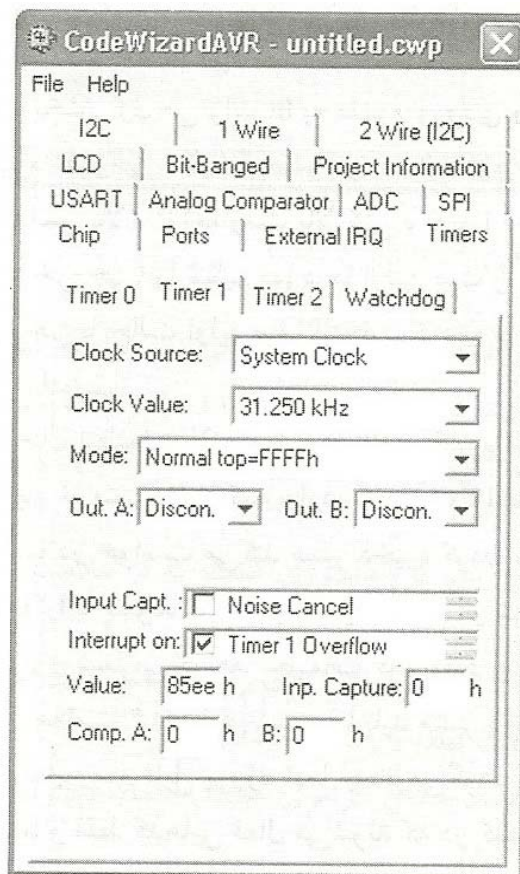 CodeWizardAVR - untitled.cwp
File Help
I2C 1 Wire 2 Wire (I2C)
LCD Bit-Banged Project Information
USART Analog Comparator ADC SPI
Chip Ports External IRQ Timers
Timer 0 Timer 1 Timer 2 Watchdog
Clock Source: System Clock
Clock Value: 31.250 kHz
Mode: Normal top=FFFFh
Out. A: Discon. Out. B: Discon.
Input Capt. : Noise Cancel
Interrupt on: Timer 1 Overflow
Value: 85ee h Inp. Capture: 0 h
Comp. A: 0 h B: 0 h